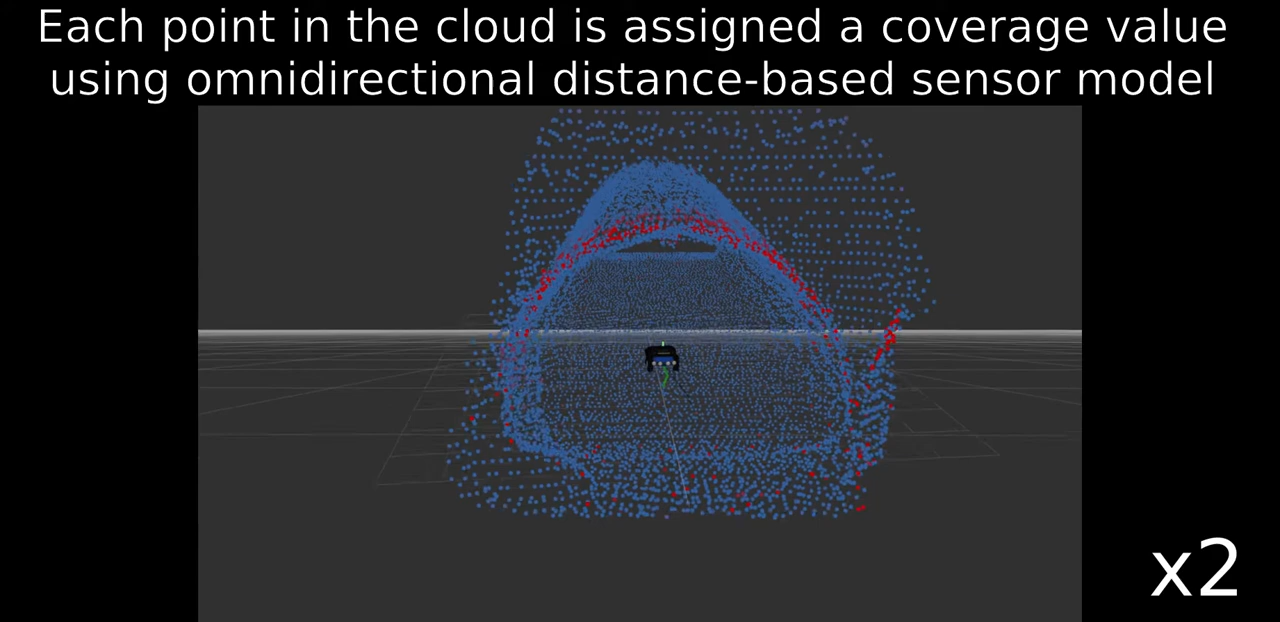 Each point in the cloud is assigned a coverage value
using omnidirectional distance-based sensor model
x2